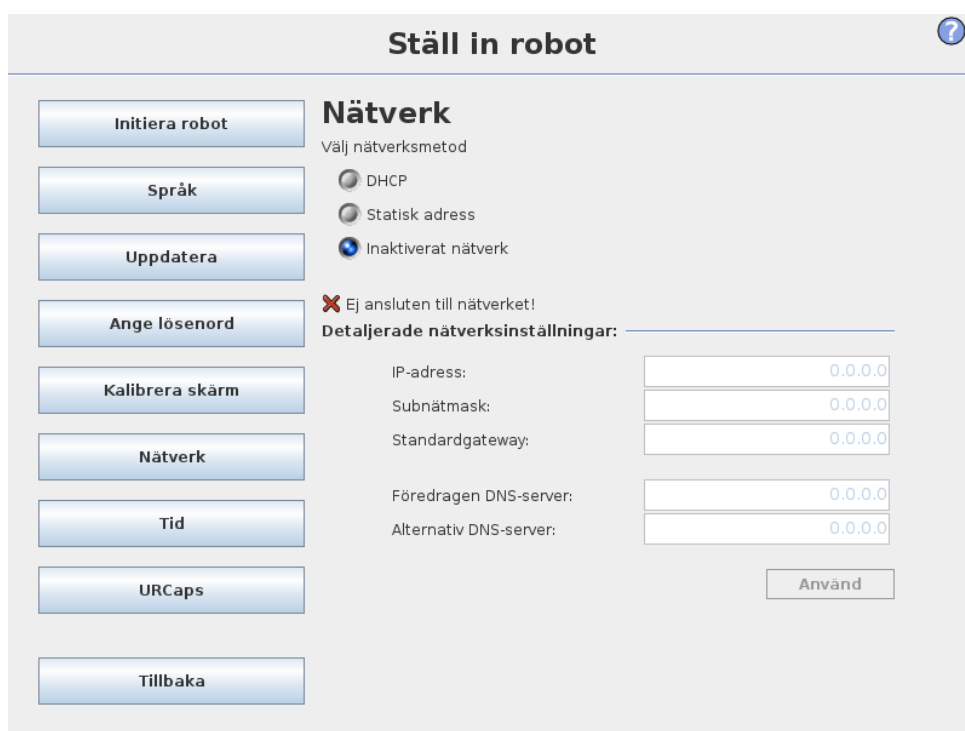 Ställ in robot
?
Initiera robot
Språk
Uppdatera
Ange lösenord
Kalibrera skärm
Nätverk
Tid
URCaps
Tillbaka
Nätverk
Välj nätverksmetod
DHCP
Statisk adress
Inaktiverat nätverk
Ej ansluten till nätverket!
Detaljerade nätverksinställningar:
IP-adress: 0.0.0.0
Subnätmask: 0.0.0.0
Standardgateway: 0.0.0.0
Föredragen DNS-server: 0.0.0.0
Alternativ DNS-server: 0.0.0.0
Använd